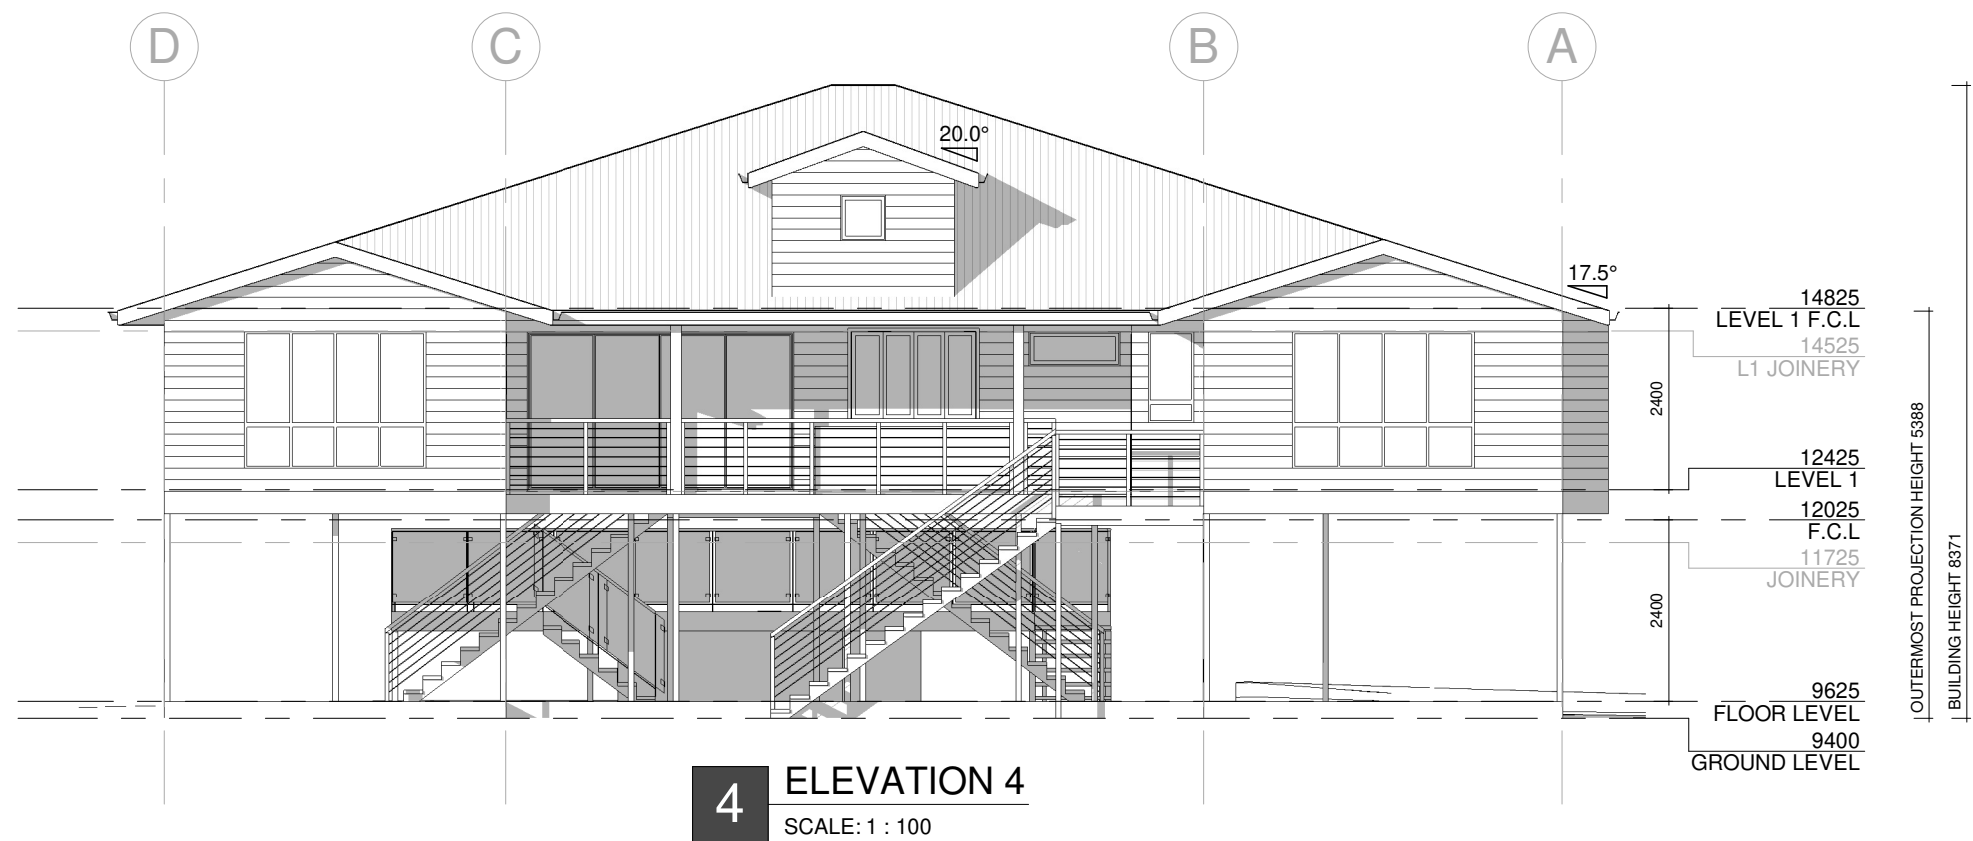 D
C
B
A
20.0°
17.5°
14825
LEVEL 1 F.C.L
14525
L1 JOINERY
2400
12425
LEVEL 1
12025
F.C.L
11725
JOINERY
2400
9625
FLOOR LEVEL
9400
GROUND LEVEL
OUTERMOST PROJECTION HEIGHT 5388
BUILDING HEIGHT 8371
4
ELEVATION 4
SCALE: 1 : 100